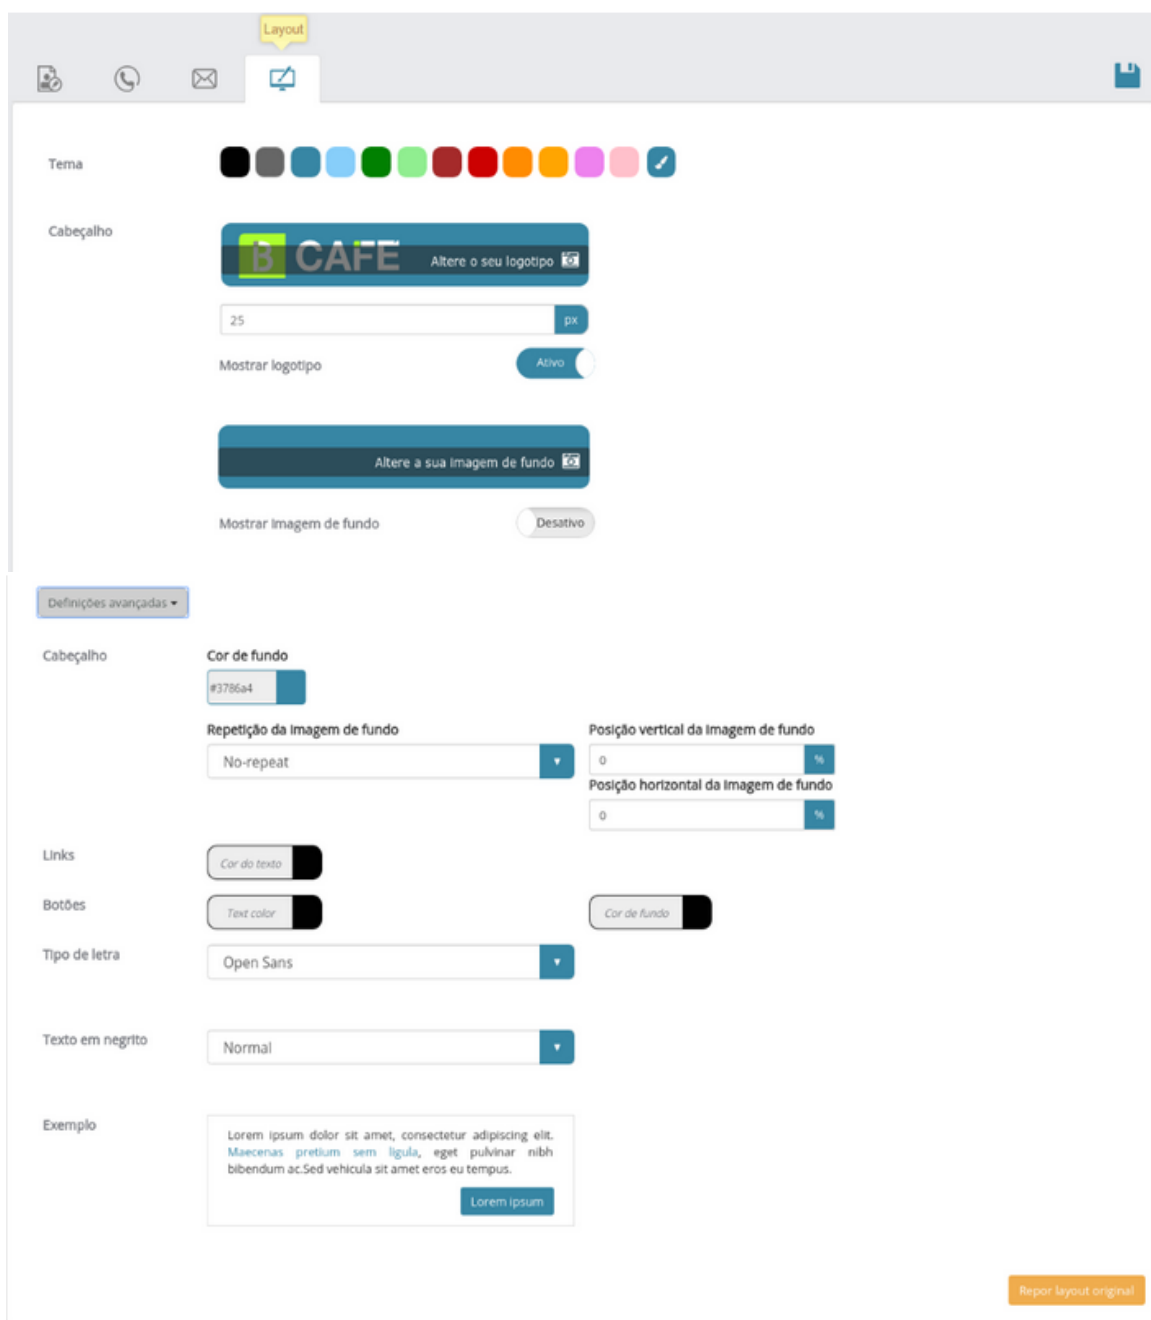 Layout
Tema
Cabeçalho
B CAFE
Altere o seu logotipo
25 px
Mostrar logotipo Ativo
Altere a sua imagem de fundo
Mostrar imagem de fundo Desativo
Definições avançadas
Cabeçalho Cor de fundo
#3786a4
Repetição da imagem de fundo Posição vertical da imagem de fundo
No-repeat 0 %
Posição horizontal da imagem de fundo
0 %
Links Cor do texto
Botões Text color Cor de fundo
Tipo de letra Open Sans
Texto em negrito Normal
Exemplo
Lorem ipsum dolor sit amet, consectetur adipiscing elit.
Maecenas pretium sem ligula, eget pulvinar nibh
bibendum ac.Sed vehicula sit amet eros eu tempus.
Lorem ipsum
Repor layout original